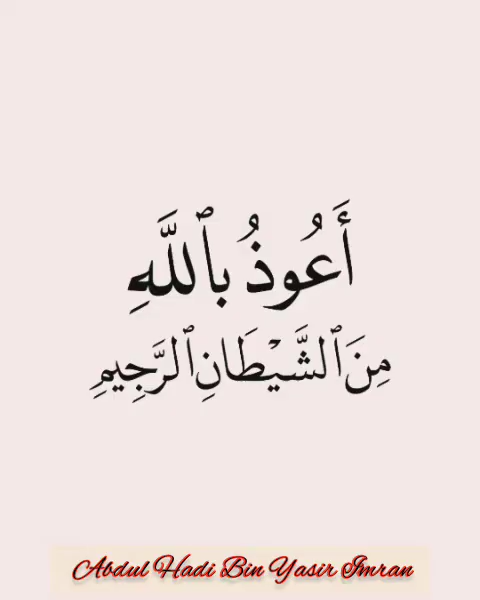 أَعُوذُ بِٱللَّهِ
مِنَ ٱلشَّيْطَانِ ٱلرَّجِيمِ
Abdul Hadi Bin Yasir Imran